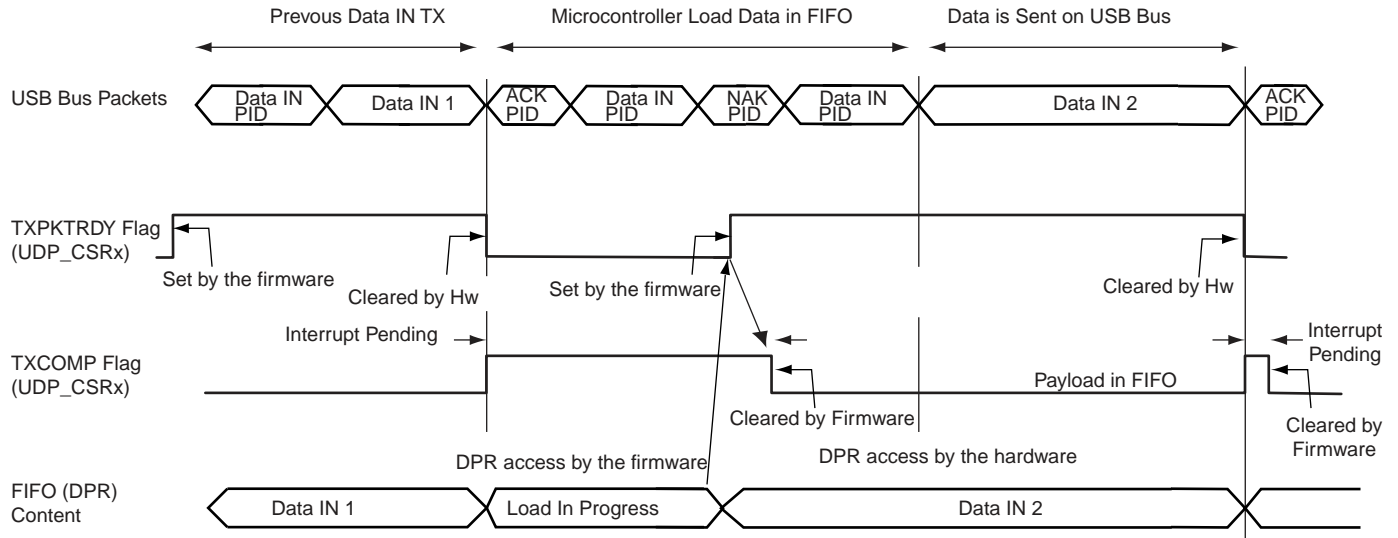 Prevous Data IN TX
Microcontroller Load Data in FIFO
Data is Sent on USB Bus
USB Bus Packets
Data IN
PID
Data IN 1
ACK
PID
Data IN
PID
NAK
PID
Data IN
PID
Data IN 2
ACK
PID
TXPKTRDY Flag
(UDP_CSRx)
Set by the firmware
Cleared by Hw
Set by the firmware
Cleared by Hw
Interrupt Pending
Interrupt
Pending
TXCOMP Flag
(UDP_CSRx)
Payload in FIFO
Cleared by Firmware
Cleared by
Firmware
DPR access by the firmware
DPR access by the hardware
FIFO (DPR)
Content
Data IN 1
Load In Progress
Data IN 2